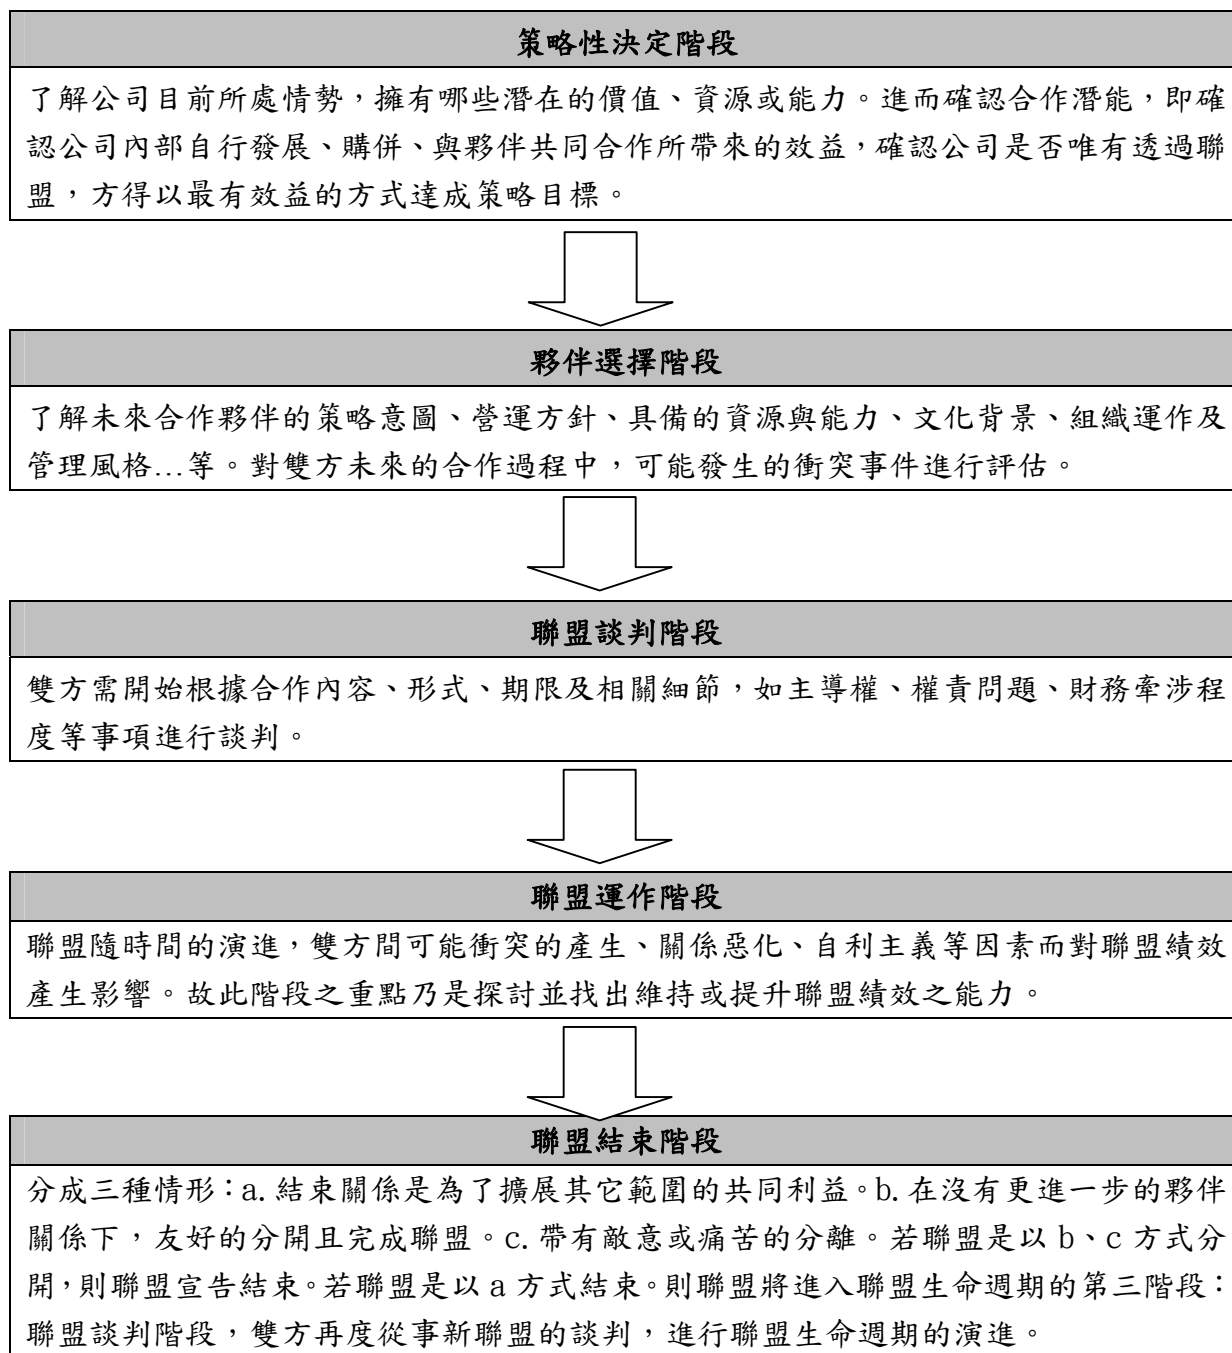 策略性決定階段
了解公司目前所處情勢，擁有哪些潛在的價值、資源或能力。進而確認合作潛能，即確
認公司內部自行發展、購併、與夥伴共同合作所帶來的效益，確認公司是否唯有透過聯
盟，方得以最有效益的方式達成策略目標。
夥伴選擇階段
了解未來合作夥伴的策略意圖、營運方針、具備的資源與能力、文化背景、組織運作及
管理風格…等。對雙方未來的合作過程中，可能發生的衝突事件進行評估。
聯盟談判階段
雙方需開始根據合作內容、形式、期限及相關細節，如主導權、權責問題、財務牽涉程
度等事項進行談判。
聯盟運作階段
聯盟隨時間的演進，雙方間可能衝突的產生、關係惡化、自利主義等因素而對聯盟績效
產生影響。故此階段之重點乃是探討並找出維持或提升聯盟績效之能力。
聯盟結束階段
分成三種情形：a. 結束關係是為了擴展其它範圍的共同利益。b. 在沒有更進一步的夥伴
關係下，友好的分開且完成聯盟。c. 帶有敵意或痛苦的分離。若聯盟是以 b、c 方式分
開，則聯盟宣告結束。若聯盟是以 a 方式結束。則聯盟將進入聯盟生命週期的第三階段：
聯盟談判階段，雙方再度從事新聯盟的談判，進行聯盟生命週期的演進。